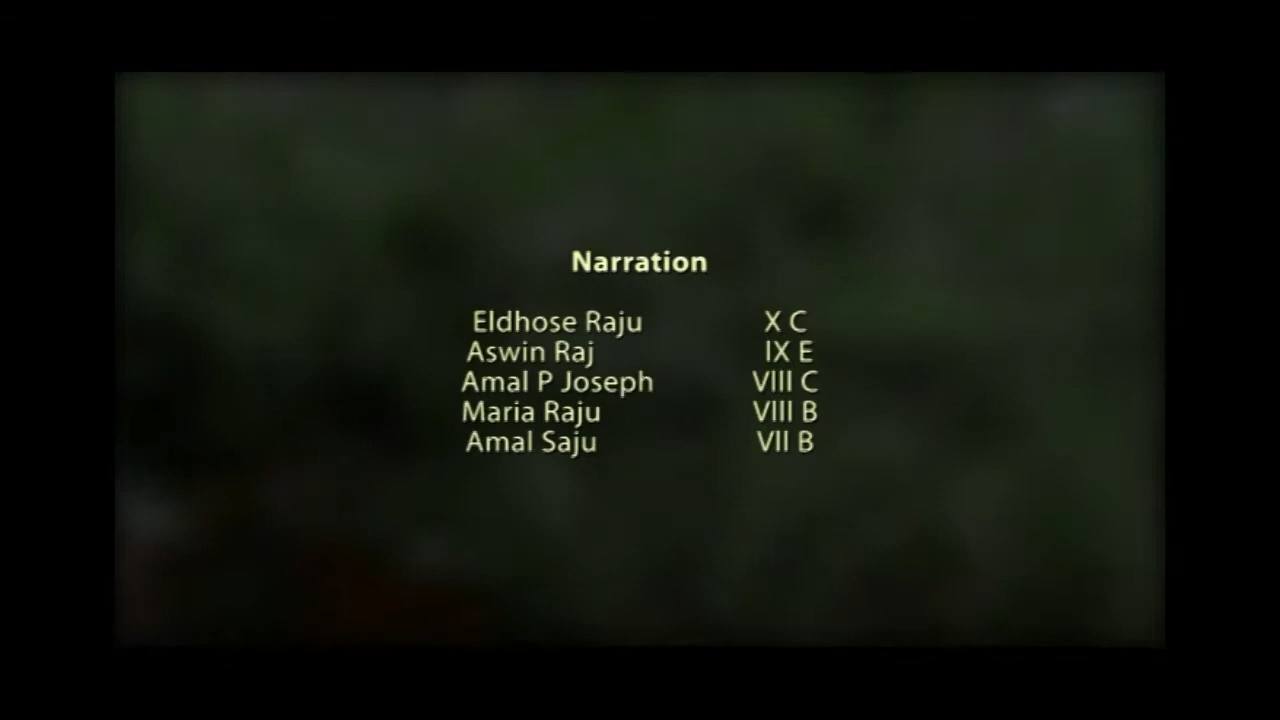 Narration
Eldhose Raju X C
Aswin Raj IX E
Amal P Joseph VIII C
Maria Raju VIII B
Amal Saju VII B